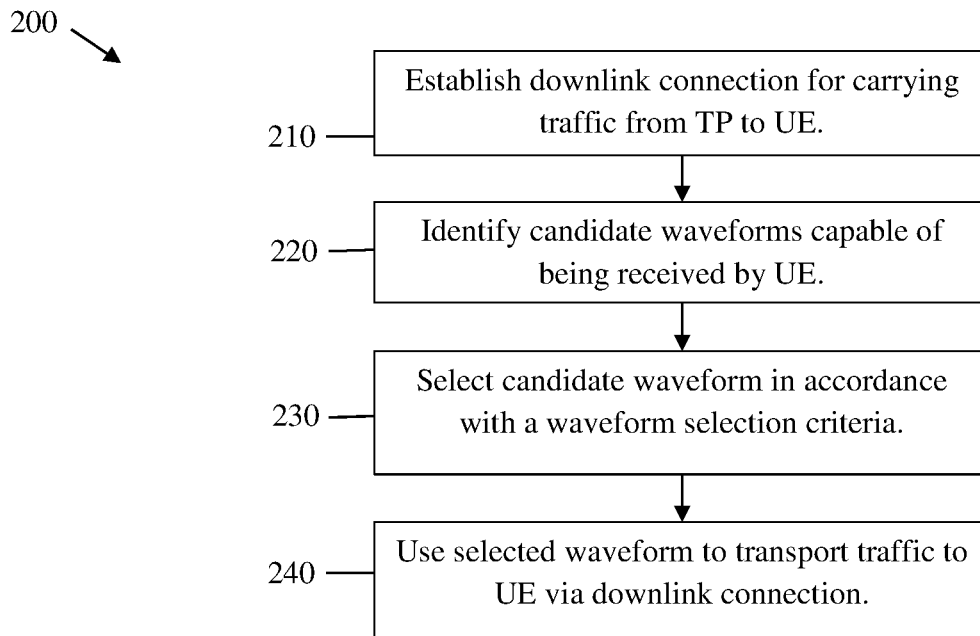 200
Establish downlink connection for carrying
traffic from TP to UE.
210
Identify candidate waveforms capable of
being received by UE.
220
Select candidate waveform in accordance
with a waveform selection criteria.
230
Use selected waveform to transport traffic to
UE via downlink connection.
240